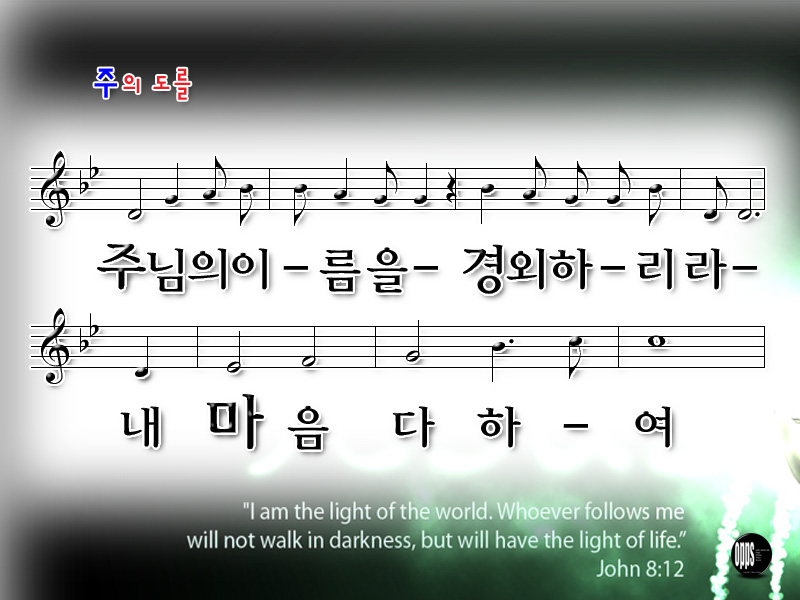 주의 도를
주님의이 – 름을 – 경외하 – 리라 –
내 마음 다 하 – 여
"I am the light of the world. Whoever follows me
will not walk in darkness, but will have the light of life."
John 8:12
opps